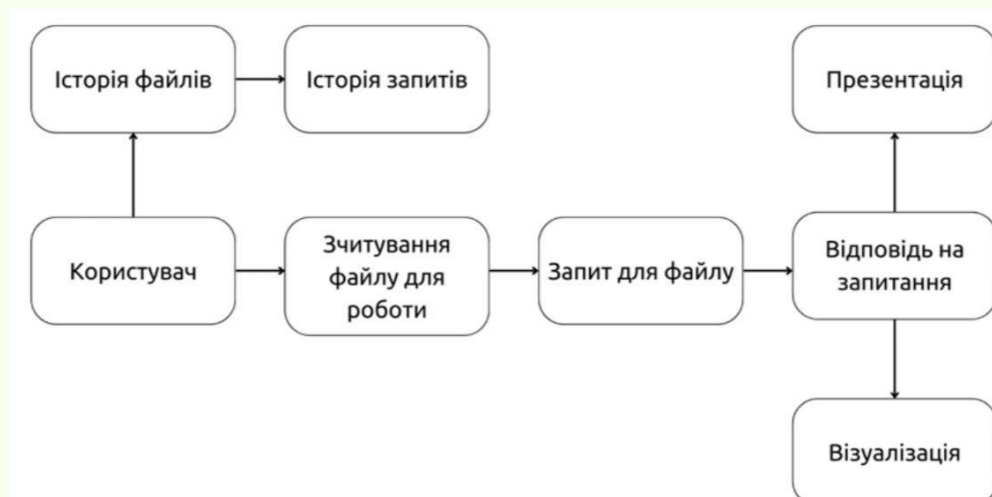 Історія файлів
Історія запитів
Презентація
Користувач
Зчитування
файлу для
роботи
Запит для файлу
Відповідь на
запитання
Візуалізація